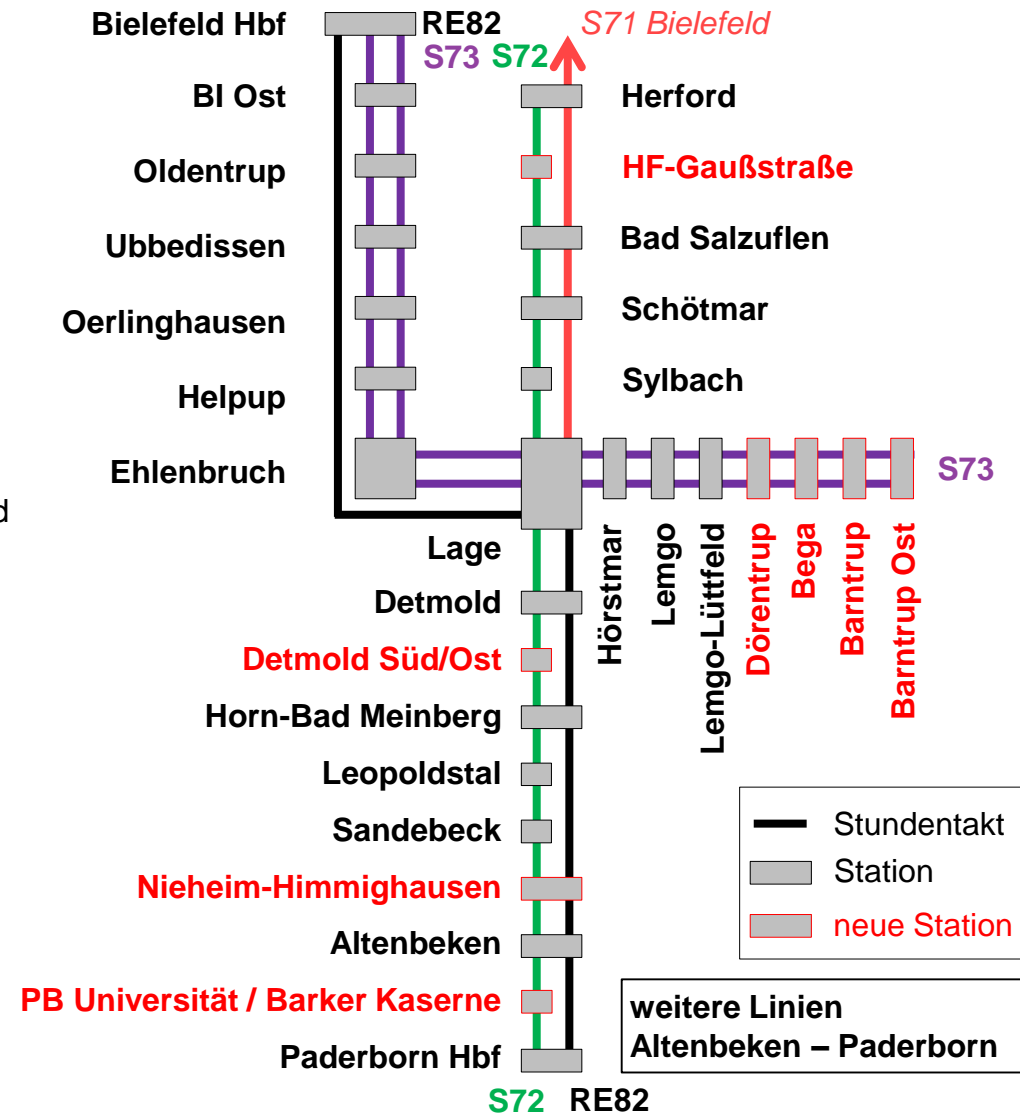 Bielefeld Hbf
RE82
S71 Bielefeld
S73
S72
BI Ost
Herford
Oldentrup
HF-Gaußstraße
Ubbedissen
Bad Salzuflen
Oerlinghausen
Schötmar
Helpup
Sylbach
Ehlenbruch
S73
d
Lage
Hörstmar
Lemgo
Lemgo-Lüttfeld
Dörentrup
Bega
Barntrup
Barntrup Ost
Detmold
Detmold Süd/Ost
Horn-Bad Meinberg
Leopoldstal
Sandebeck
Nieheim-Himmighausen
Altenbeken
PB Universität / Barker Kaserne
Paderborn Hbf
S72
RE82
Stundentakt
Station
neue Station
weitere Linien
Altenbeken – Paderborn